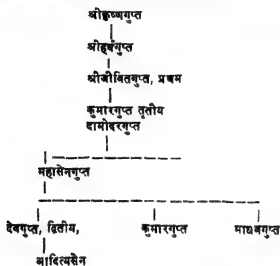 श्रीकृष्णगुप्त
श्रीहर्षगुप्त
श्रीजीवितगुप्त, प्रथम
कुमारगुप्त तृतीय
दामोदरगुप्त
महासेनगुप्त
देवगुप्त, द्वितीय, कुमारगुप्त माधवगुप्त
आदित्यसेन